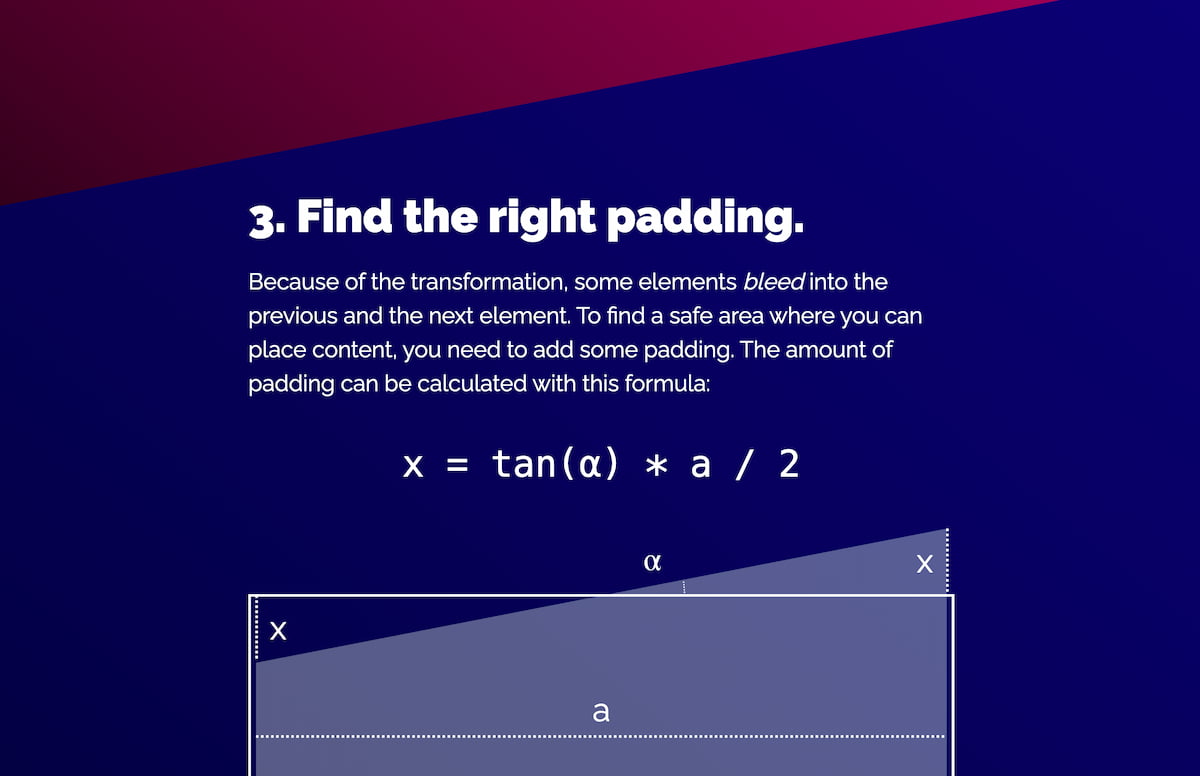 3. Find the right padding.
Because of the transformation, some elements bleed into the
previous and the next element. To find a safe area where you can
place content, you need to add some padding. The amount of
padding can be calculated with this formula:
x = tan(α) * a / 2
α
x
x
a